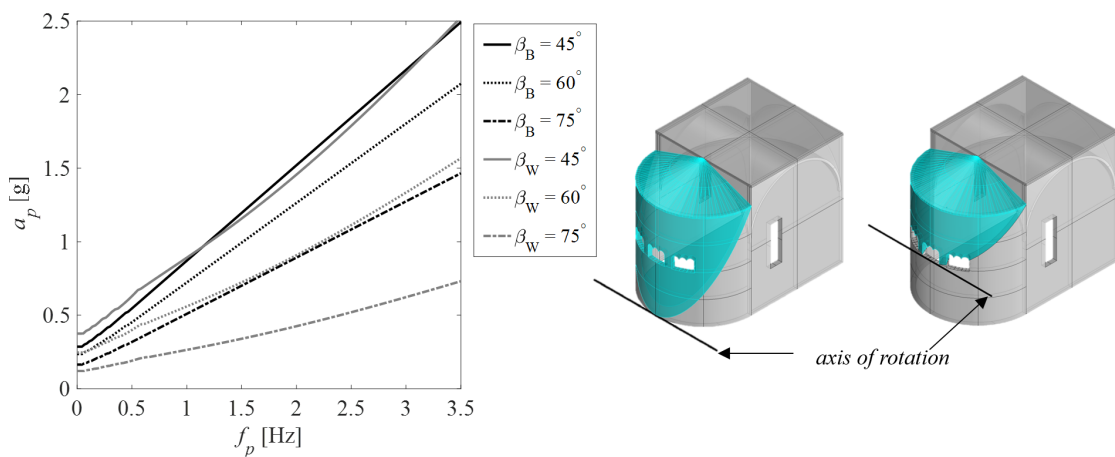 2.5
2
1.5
1
0.5
0
a_p [g]
0 0.5 1 1.5 2 2.5 3 3.5
f_p [Hz]
β_B = 45°
β_B = 60°
β_B = 75°
β_W = 45°
β_W = 60°
β_W = 75°
axis of rotation